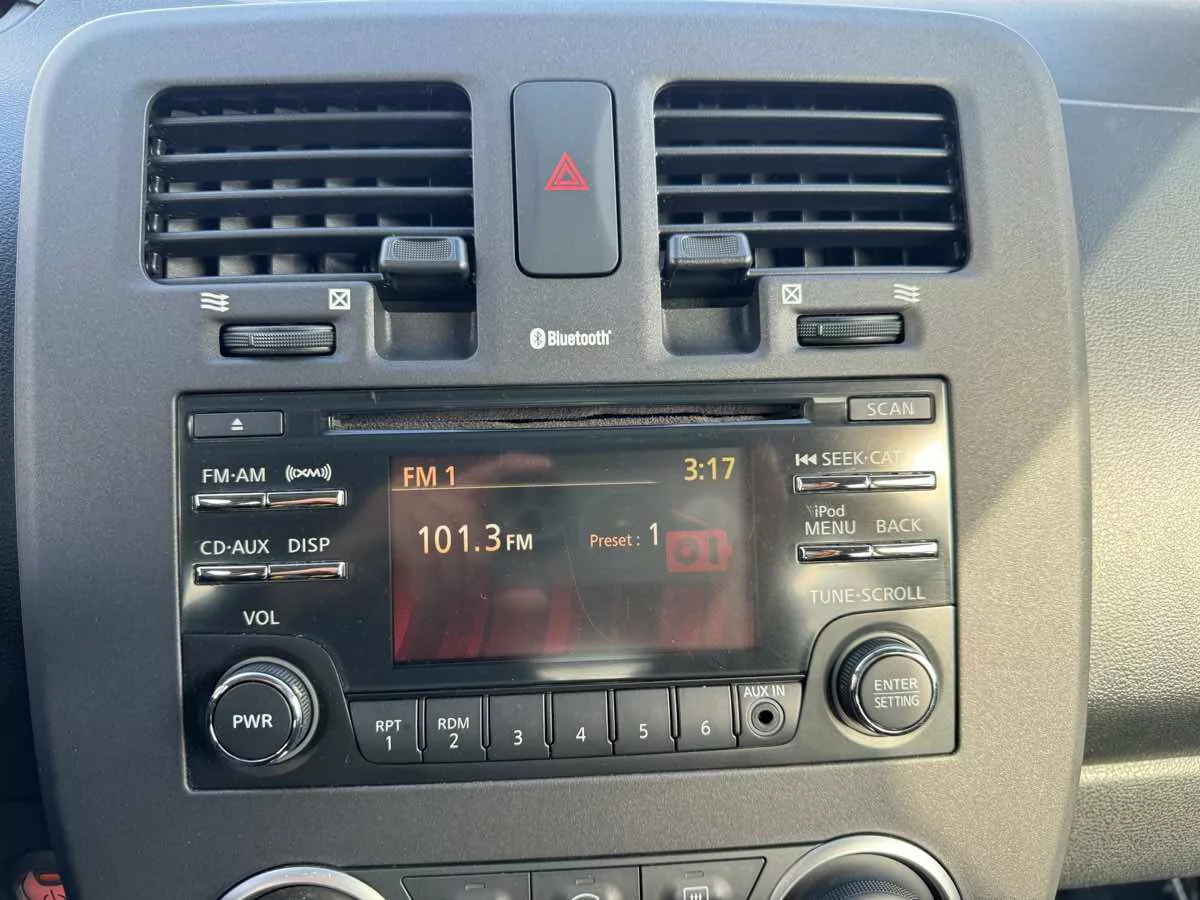 Bluetooth
SCAN
FM·AM ((XM))
SEEK·CAT
FM 1 3:17
101.3 FM Preset : 1
iPod
MENU BACK
CD·AUX DISP
TUNE·SCROLL
VOL
PWR
RPT
1
RDM
2
3
4
5
6
AUX IN
ENTER
SETTING